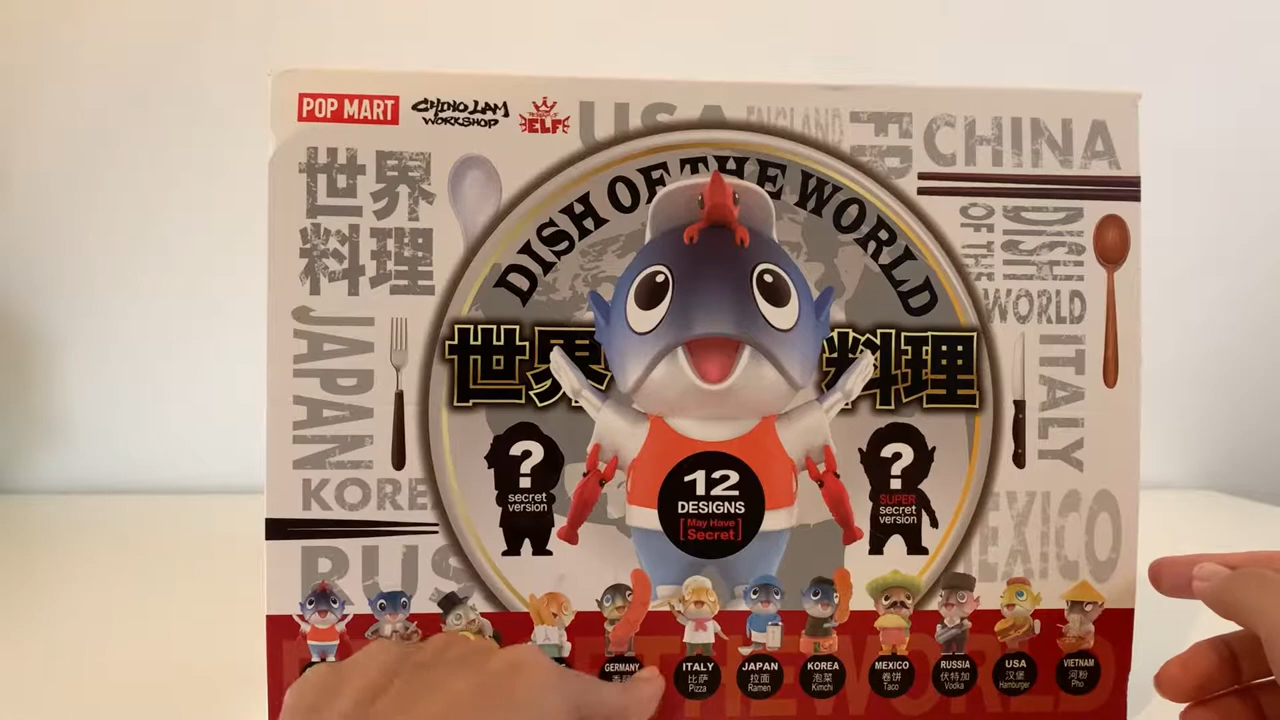 POP MART
CHINO LAM
WORKSHOP
ELF
USA
ENGLAND
FR
CHINA
世界
料理
DISH OF THE WORLD
DISH
OF THE
WORLD
世界料理
JAPAN
ITALY
KORE
RUS
MEXICO
?
secret
version
12
DESIGNS
[May Have
Secret]
?
SUPER
secret
version
GERMANY
ITALY
比萨
Pizza
JAPAN
拉面
Ramen
KOREA
泡菜
Kimchi
MEXICO
卷饼
Taco
RUSSIA
伏特加
Vodka
USA
汉堡
Hamburger
VIETNAM
河粉
Pho
THE WORLD